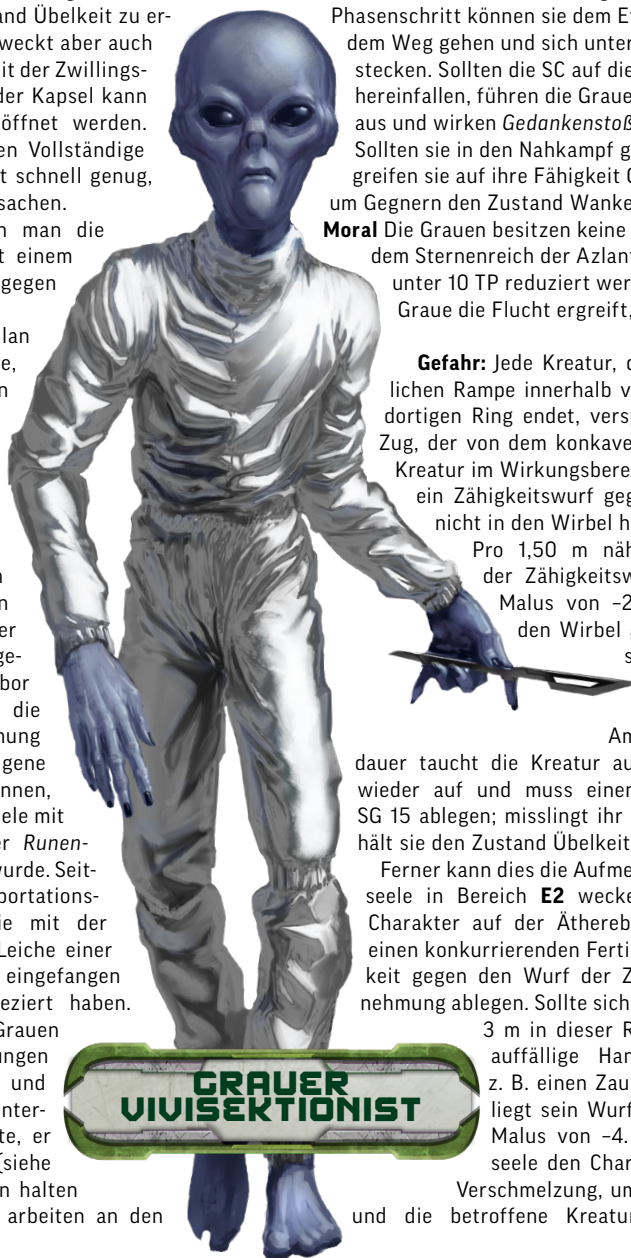 and Übelkeit zu er-
weckt aber auch
it der Zwillings-
der Kapsel kann
öffnet werden.
en Vollständige
t schnell genug,
sachen.
n man die
t einem
gegen
lan
e,
n
n
n
er
ge-
bor
die
nung
gene
nnen,
ele mit
er Runen-
wurde. Seit-
portations-
ie mit der
Leiche einer
eingefangen
eziert haben.
Grauen
ungen
und
nter-
te, er
(siehe
n halten
arbeiten an den
Phasenschritt können sie dem E
dem Weg gehen und sich unter
stecken. Sollten die SC auf die
hereinfallen, führen die Graue
aus und wirken Gedankenstoß
Sollten sie in den Nahkampf g
greifen sie auf ihre Fähigkeit
um Gegnern den Zustand Wanke
Moral Die Grauen besitzen keine
dem Sternenreich der Azlant
unter 10 TP reduziert wer
Graue die Flucht ergreift,
Gefahr: Jede Kreatur, d
lichen Rampe innerhalb v
dortigen Ring endet, vers
Zug, der von dem konkave
Kreatur im Wirkungsbere
ein Zähigkeitswurf geg
nicht in den Wirbel h
Pro 1,50 m näh
der Zähigkeitsw
Malus von –2
den Wirbel
s
Am
dauer taucht die Kreatur au
wieder auf und muss einen
SG 15 ablegen; misslingt ihr
hält sie den Zustand Übelkeit
Ferner kann dies die Aufme
seele in Bereich E2 wecke
Charakter auf der Äthereb
einen konkurrierenden Ferti
keit gegen den Wurf der Z
nehmung ablegen. Sollte sich
3 m in dieser R
auffällige Han
z. B. einen Zau
liegt sein Wurf
Malus von –4.
seele den Char
Verschmelzung, um
und die betroffene Kreatur
GRAUER
VIVISEKTIONIST